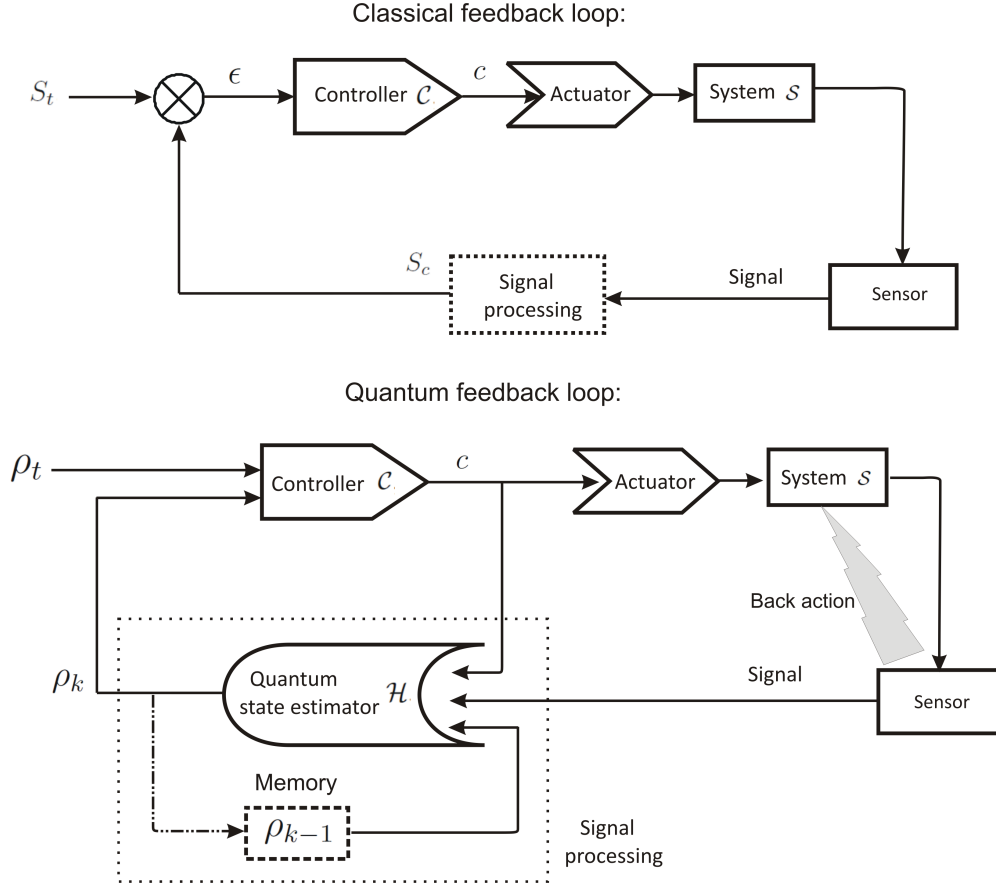 Classical feedback loop:
S_t
ϵ
Controller 𝒞
c
Actuator
System 𝒮
S_c
Signal
processing
Signal
Sensor
Quantum feedback loop:
ρ_t
Controller 𝒞
c
Actuator
System 𝒮
Back action
ρ_k
Quantum
state estimator ℋ
Signal
Sensor
Memory
ρ_{k−1}
Signal
processing